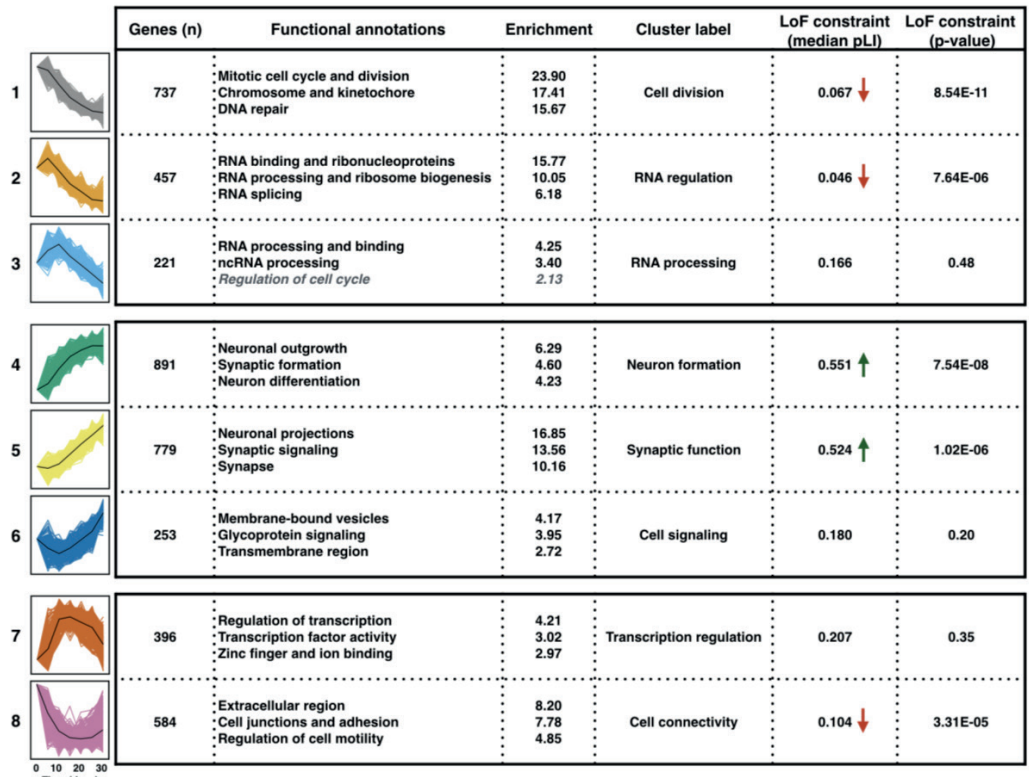 Genes (n) Functional annotations Enrichment Cluster label LoF constraint (median pLI) LoF constraint (p-value)
1 737 Mitotic cell cycle and division 23.90 Cell division 0.067 8.54E-11
Chromosome and kinetochore 17.41
DNA repair 15.67
2 457 RNA binding and ribonucleoproteins 15.77 RNA regulation 0.046 7.64E-06
RNA processing and ribosome biogenesis 10.05
RNA splicing 6.18
3 221 RNA processing and binding 4.25 RNA processing 0.166 0.48
ncRNA processing 3.40
Regulation of cell cycle 2.13
4 891 Neuronal outgrowth 6.29 Neuron formation 0.551 7.54E-08
Synaptic formation 4.60
Neuron differentiation 4.23
5 779 Neuronal projections 16.85 Synaptic function 0.524 1.02E-06
Synaptic signaling 13.56
Synapse 10.16
6 253 Membrane-bound vesicles 4.17 Cell signaling 0.180 0.20
Glycoprotein signaling 3.95
Transmembrane region 2.72
7 396 Regulation of transcription 4.21 Transcription regulation 0.207 0.35
Transcription factor activity 3.02
Zinc finger and ion binding 2.97
8 584 Extracellular region 8.20 Cell connectivity 0.104 3.31E-05
Cell junctions and adhesion 7.78
Regulation of cell motility 4.85
0 10 20 30